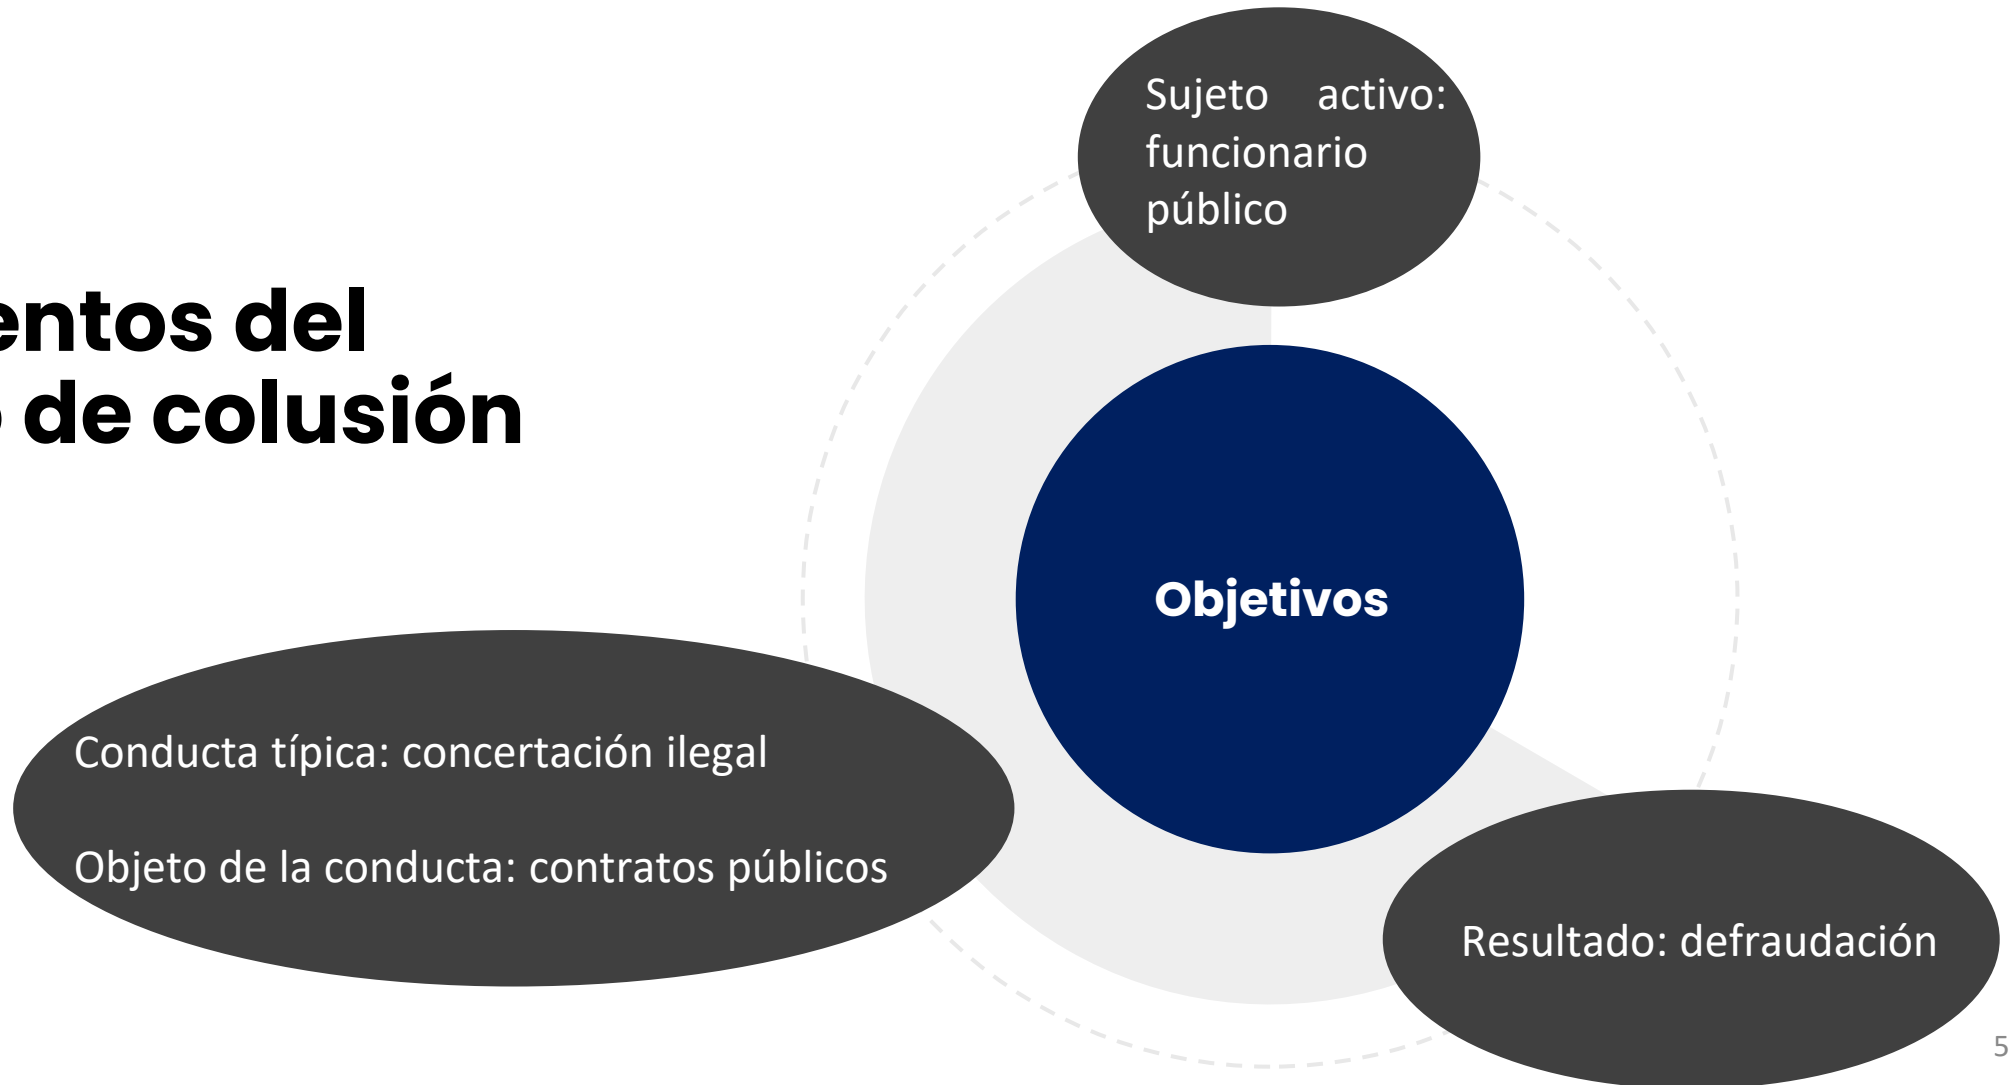 entos del
de colusión
Sujeto activo:
funcionario
público
Objetivos
Conducta típica: concertación ilegal
Objeto de la conducta: contratos públicos
Resultado: defraudación
5